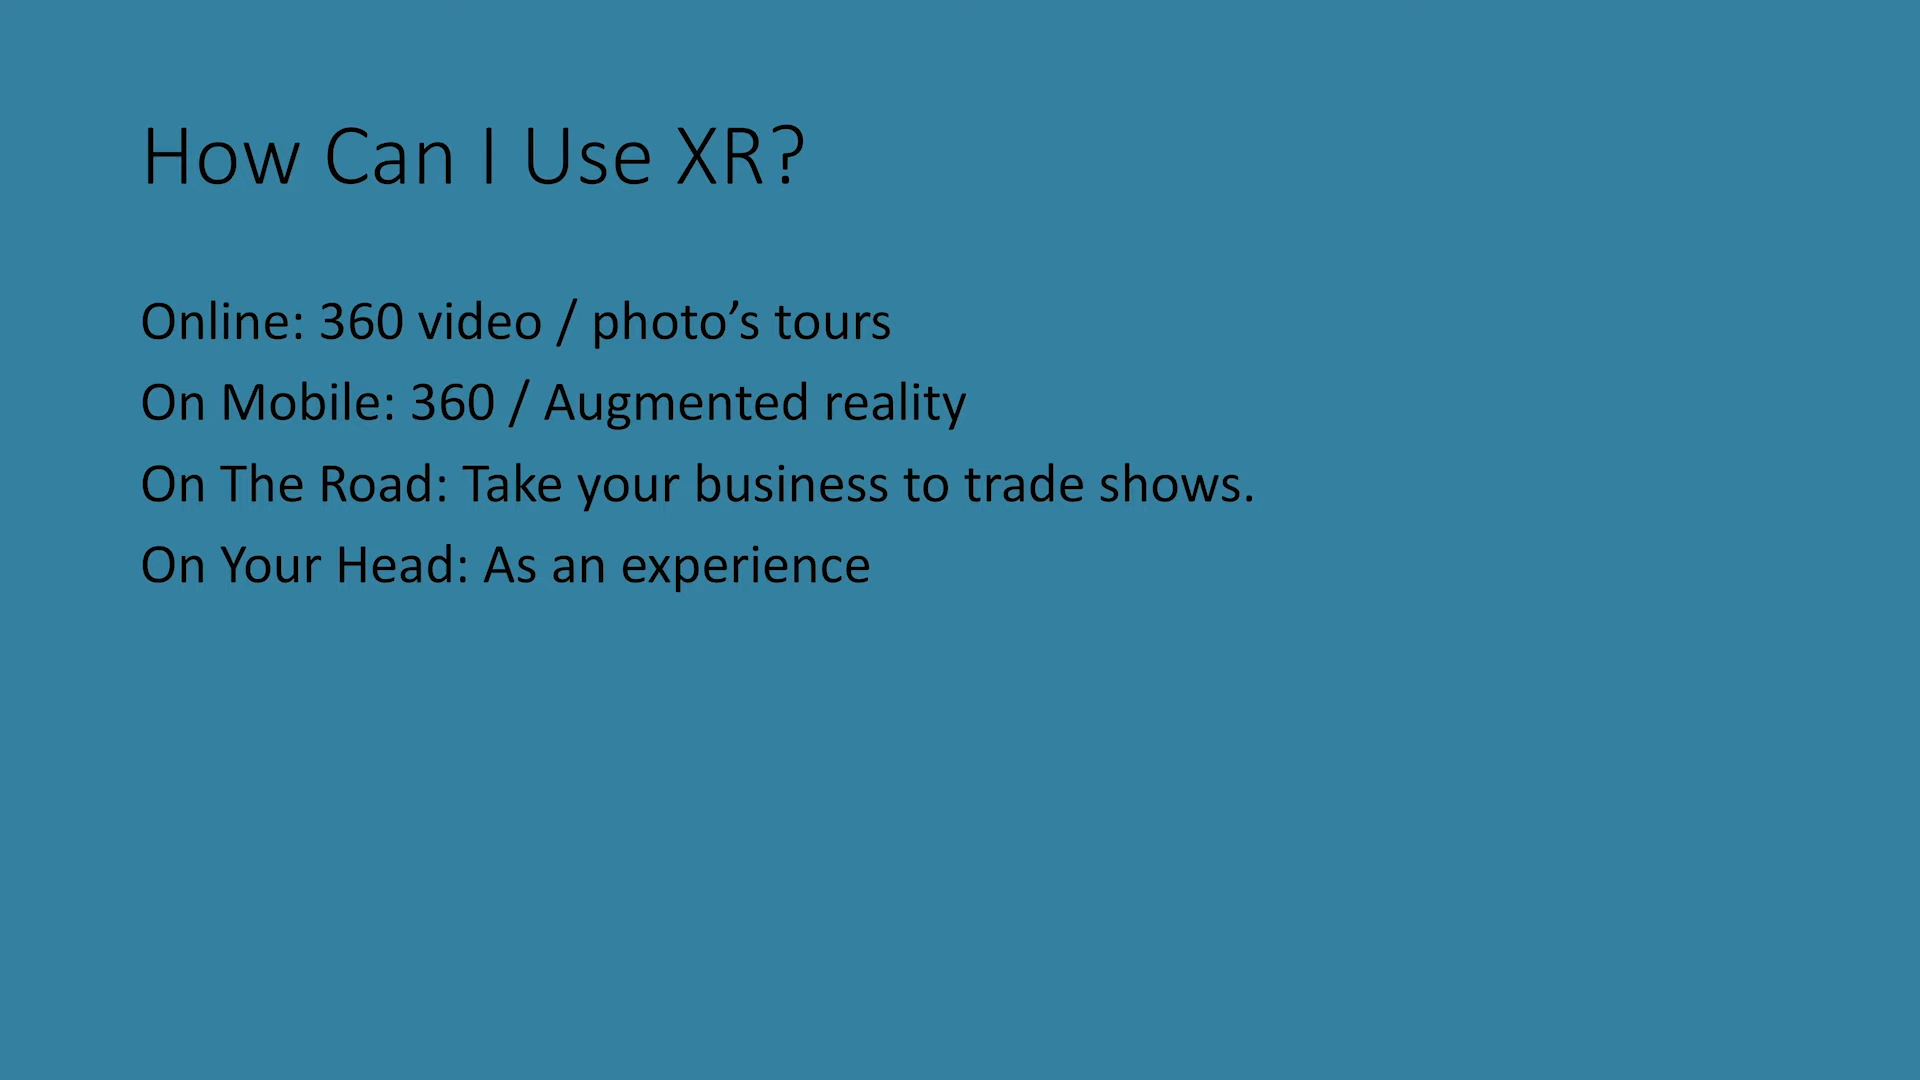 How Can I Use XR?
Online: 360 video / photo’s tours
On Mobile: 360 / Augmented reality
On The Road: Take your business to trade shows.
On Your Head: As an experience